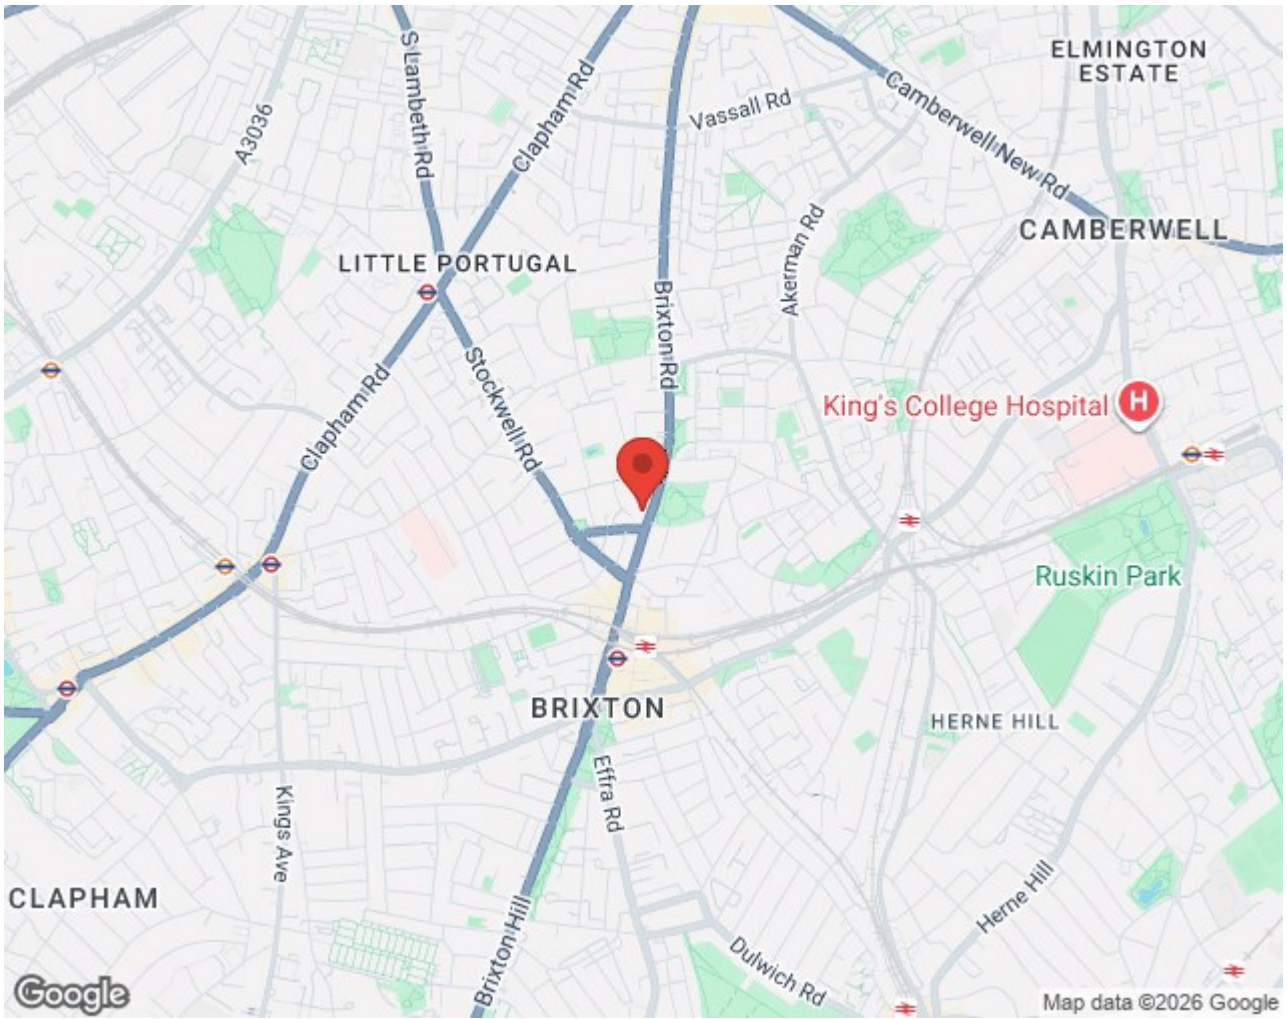 ELMINGTON
ESTATE
S Lambeth Rd
Clapham Rd
A3036
Vassall Rd
Camberwell New Rd
Akerman Rd
CAMBERWELL
LITTLE PORTUGAL
Brixton Rd
Stockwell Rd
Clapham Rd
King's College Hospital
H
Ruskin Park
BRIXTON
HERNE HILL
Effra Rd
Kings Ave
CLAPHAM
Herne Hill
Brixton Hill
Dulwich Rd
Google
Map data ©2026 Google